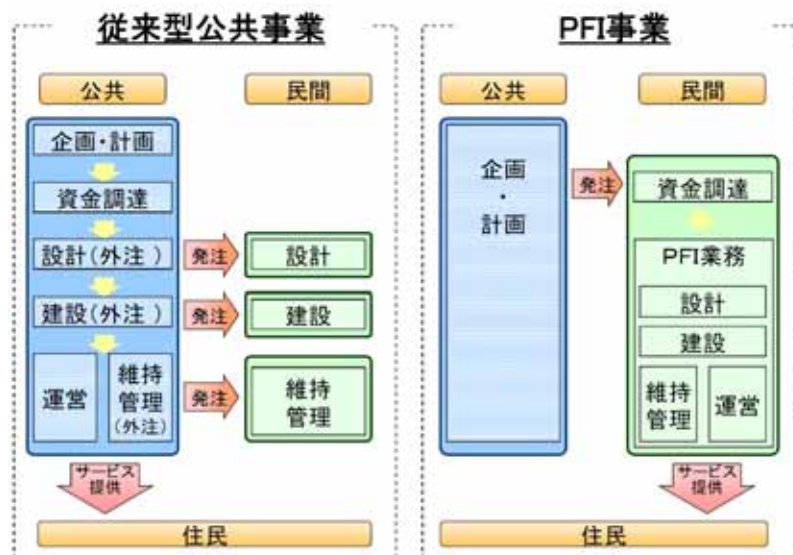 従来型公共事業
公共
民間
企画・計画
資金調達
設計(外注)
発注
設計
建設(外注)
発注
建設
運営
維持
管理
(外注)
発注
維持
管理
サービス
提供
住民
PFI事業
公共
民間
企画
・
計画
発注
資金調達
PFI業務
設計
建設
維持
管理
運営
サービス
提供
住民